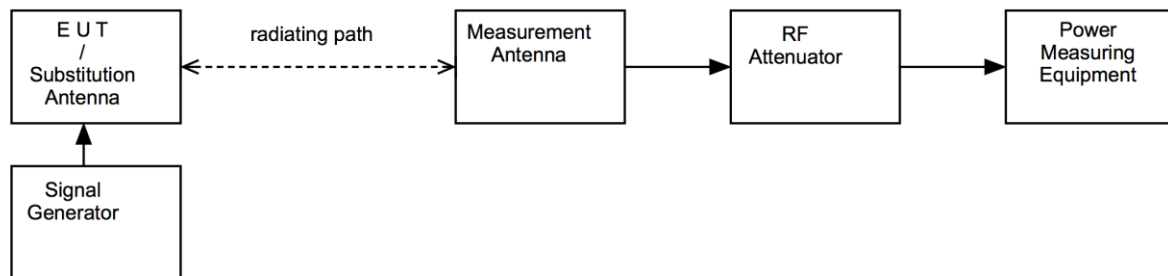 E U T
/
Substitution
Antenna
radiating path
Measurement
Antenna
RF
Attenuator
Power
Measuring
Equipment
Signal
Generator